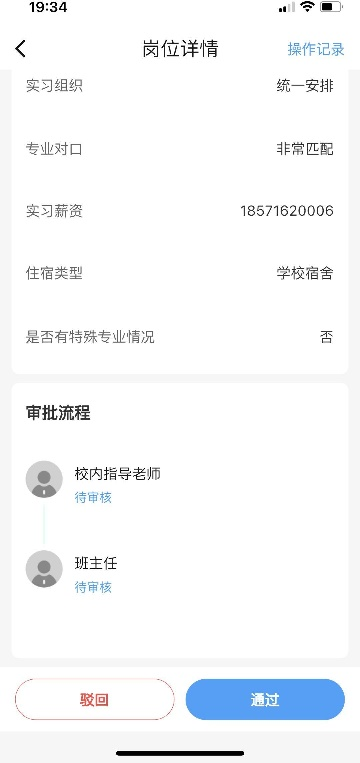 19:34
岗位详情
操作记录
实习组织 统一安排
专业对口 非常匹配
实习薪资 18571620006
住宿类型 学校宿舍
是否有特殊专业情况 否
审批流程
校内指导老师
待审核
班主任
待审核
驳回 通过